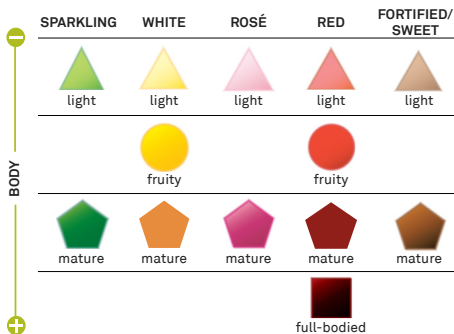 SPARKLING WHITE ROSÉ RED FORTIFIED/
SWEET
light light light light light
fruity fruity
BODY
mature mature mature mature mature
full-bodied